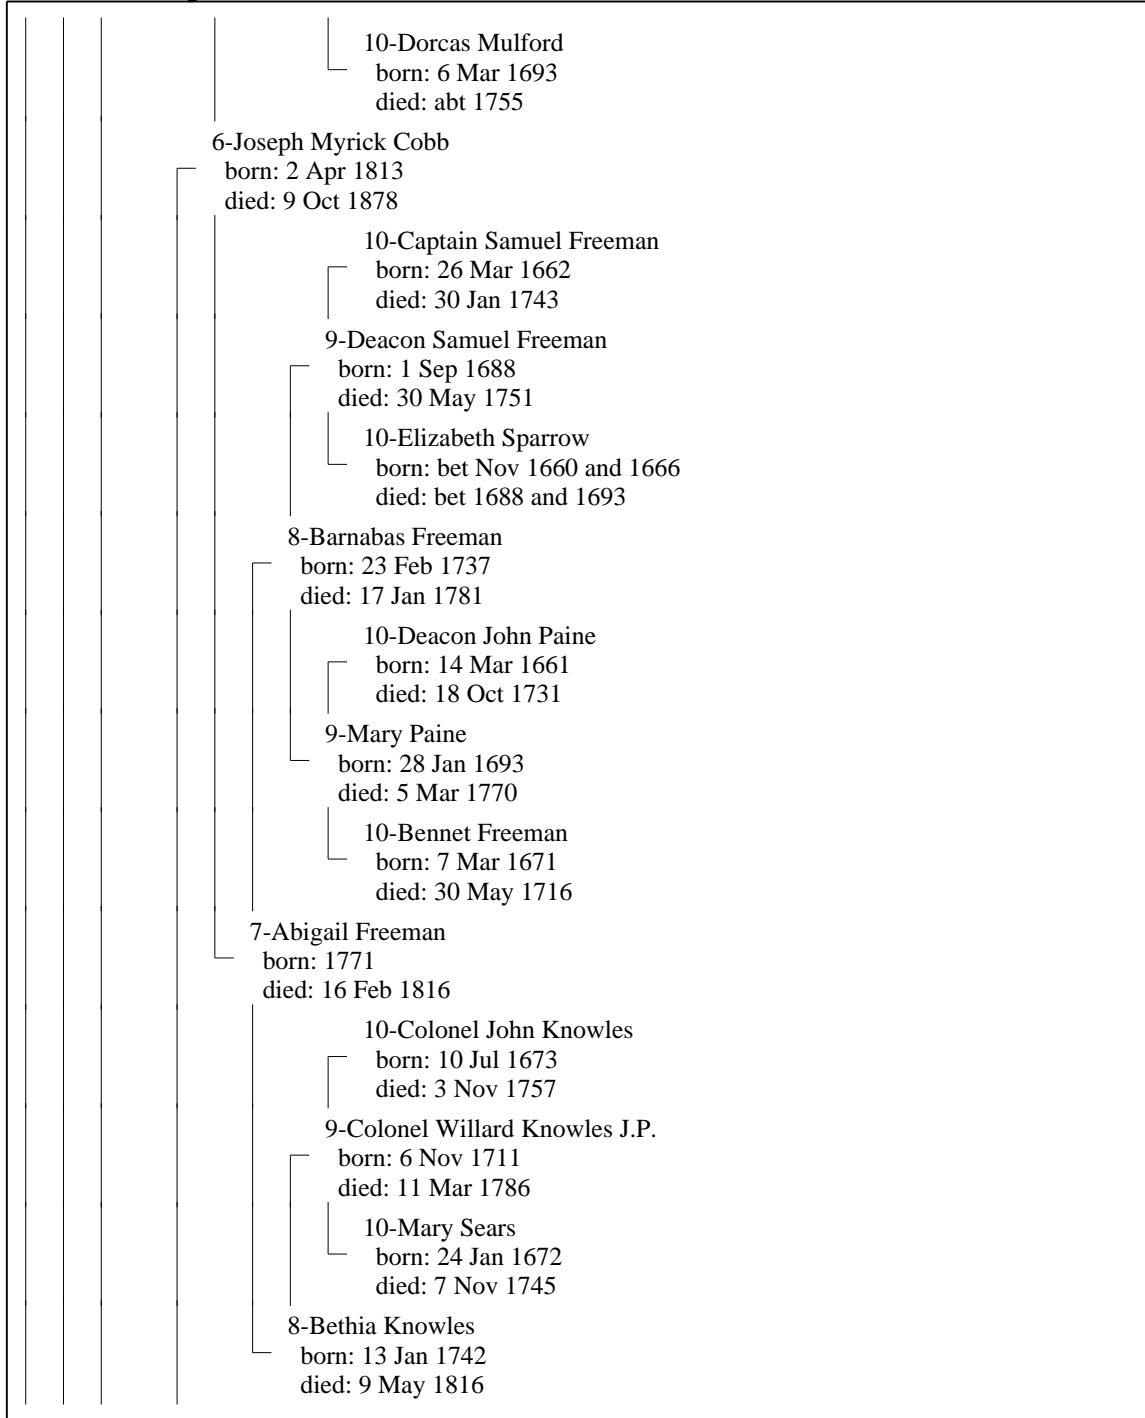 10-Dorcas Mulford
born: 6 Mar 1693
died: abt 1755
6-Joseph Myrick Cobb
born: 2 Apr 1813
died: 9 Oct 1878
10-Captain Samuel Freeman
born: 26 Mar 1662
died: 30 Jan 1743
9-Deacon Samuel Freeman
born: 1 Sep 1688
died: 30 May 1751
10-Elizabeth Sparrow
born: bet Nov 1660 and 1666
died: bet 1688 and 1693
8-Barnabas Freeman
born: 23 Feb 1737
died: 17 Jan 1781
10-Deacon John Paine
born: 14 Mar 1661
died: 18 Oct 1731
9-Mary Paine
born: 28 Jan 1693
died: 5 Mar 1770
10-Bennet Freeman
born: 7 Mar 1671
died: 30 May 1716
7-Abigail Freeman
born: 1771
died: 16 Feb 1816
10-Colonel John Knowles
born: 10 Jul 1673
died: 3 Nov 1757
9-Colonel Willard Knowles J.P.
born: 6 Nov 1711
died: 11 Mar 1786
10-Mary Sears
born: 24 Jan 1672
died: 7 Nov 1745
8-Bethia Knowles
born: 13 Jan 1742
died: 9 May 1816